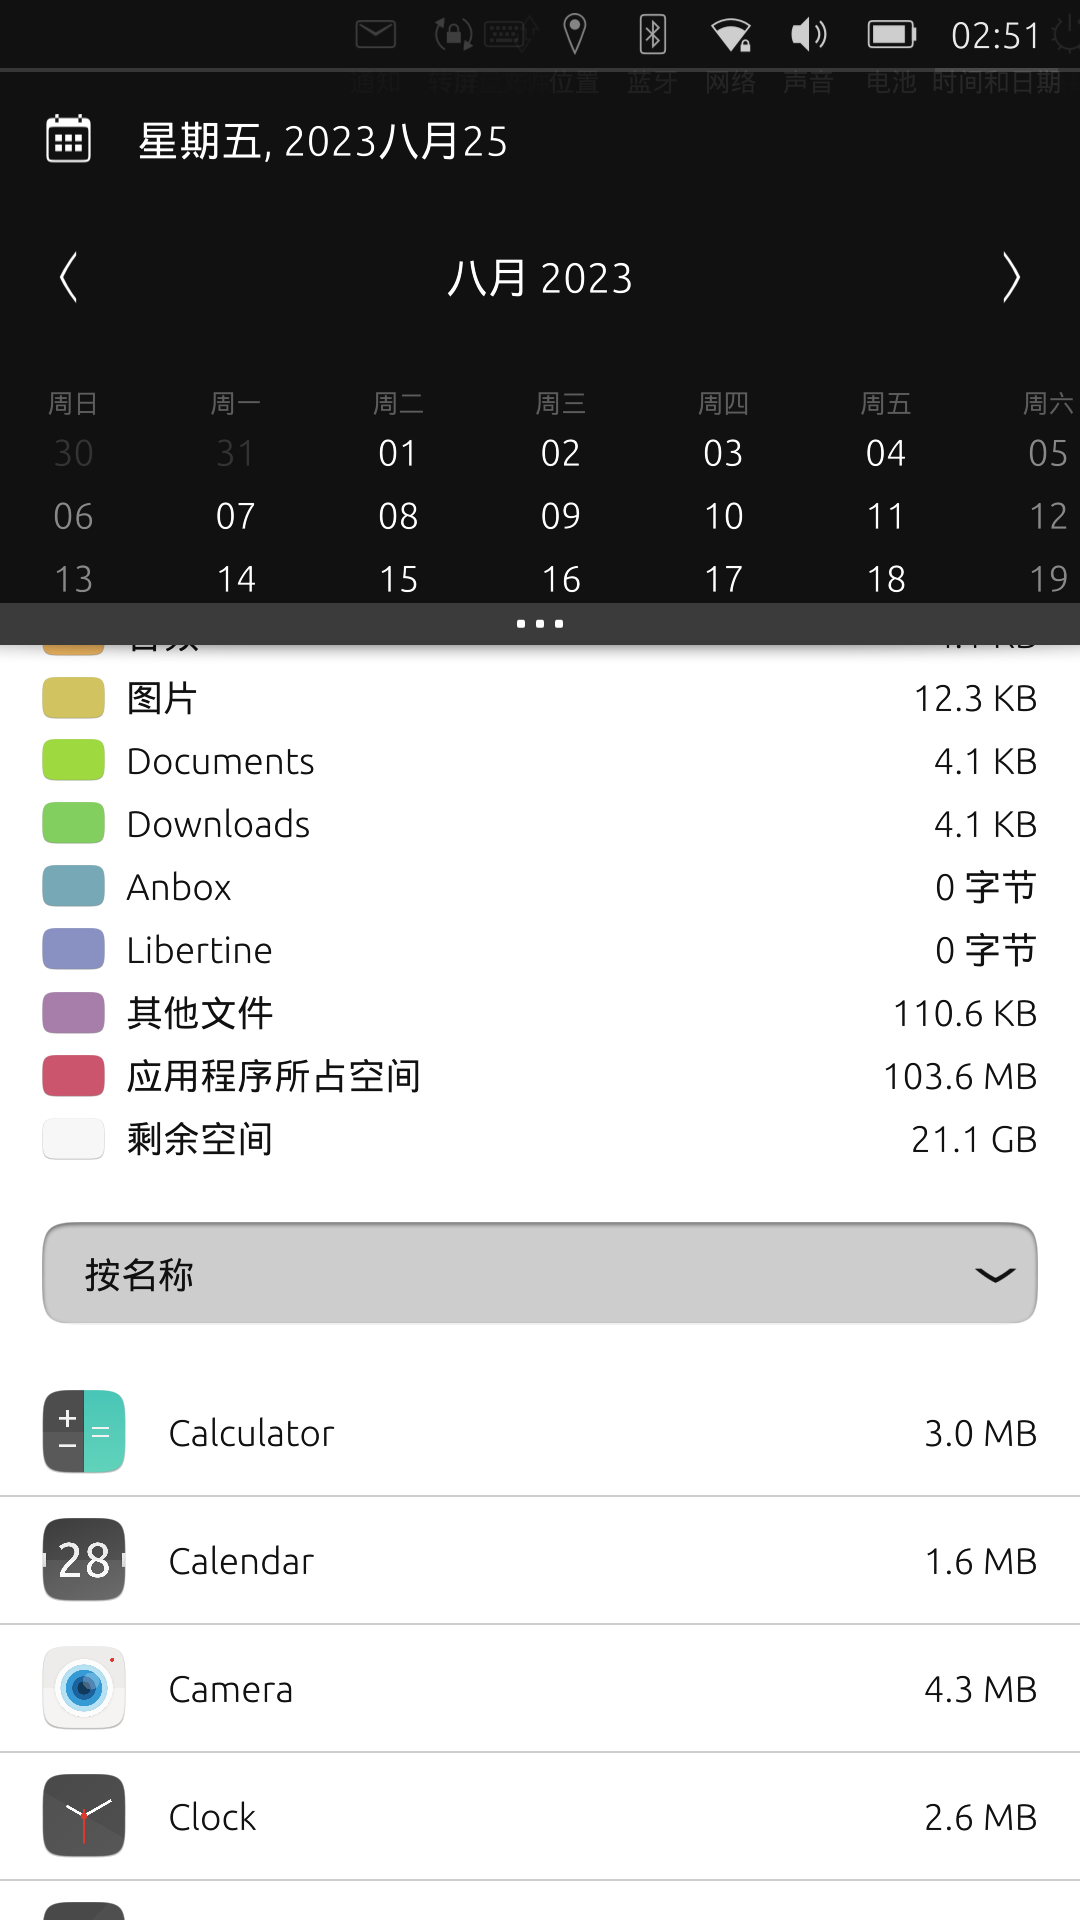 02:51
通知 转屏 位置 蓝牙 网络 声音 电池 时间和日期
星期五, 2023八月25
八月 2023
周日 周一 周二 周三 周四 周五 周六
30 31 01 02 03 04 05
06 07 08 09 10 11 12
13 14 15 16 17 18 19
音频 4.1 KB
图片 12.3 KB
Documents 4.1 KB
Downloads 4.1 KB
Anbox 0 字节
Libertine 0 字节
其他文件 110.6 KB
应用程序所占空间 103.6 MB
剩余空间 21.1 GB
按名称
Calculator 3.0 MB
28 Calendar 1.6 MB
Camera 4.3 MB
Clock 2.6 MB